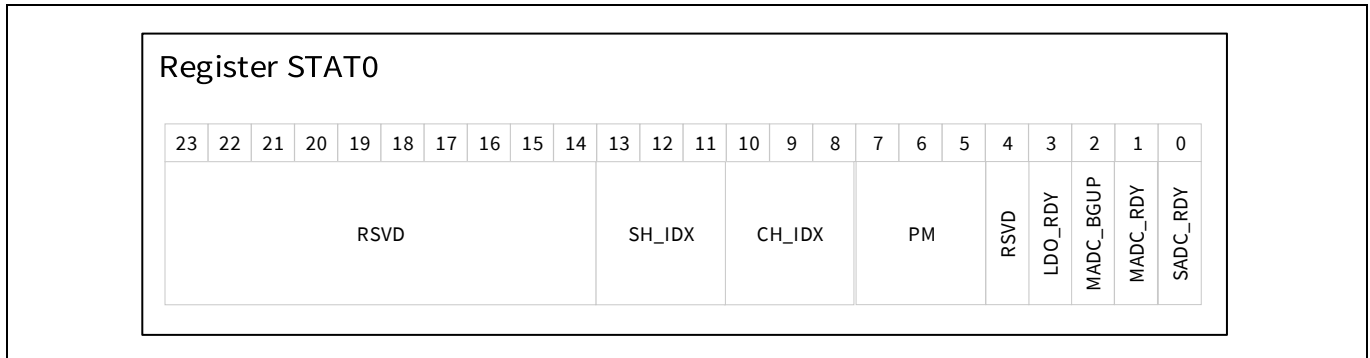 Register STAT0
23 22 21 20 19 18 17 16 15 14 13 12 11 10 9 8 7 6 5 4 3 2 1 0
RSVD SH_IDX CH_IDX PM RSVD LDO_RDY MADC_BGUP MADC_RDY SADC_RDY